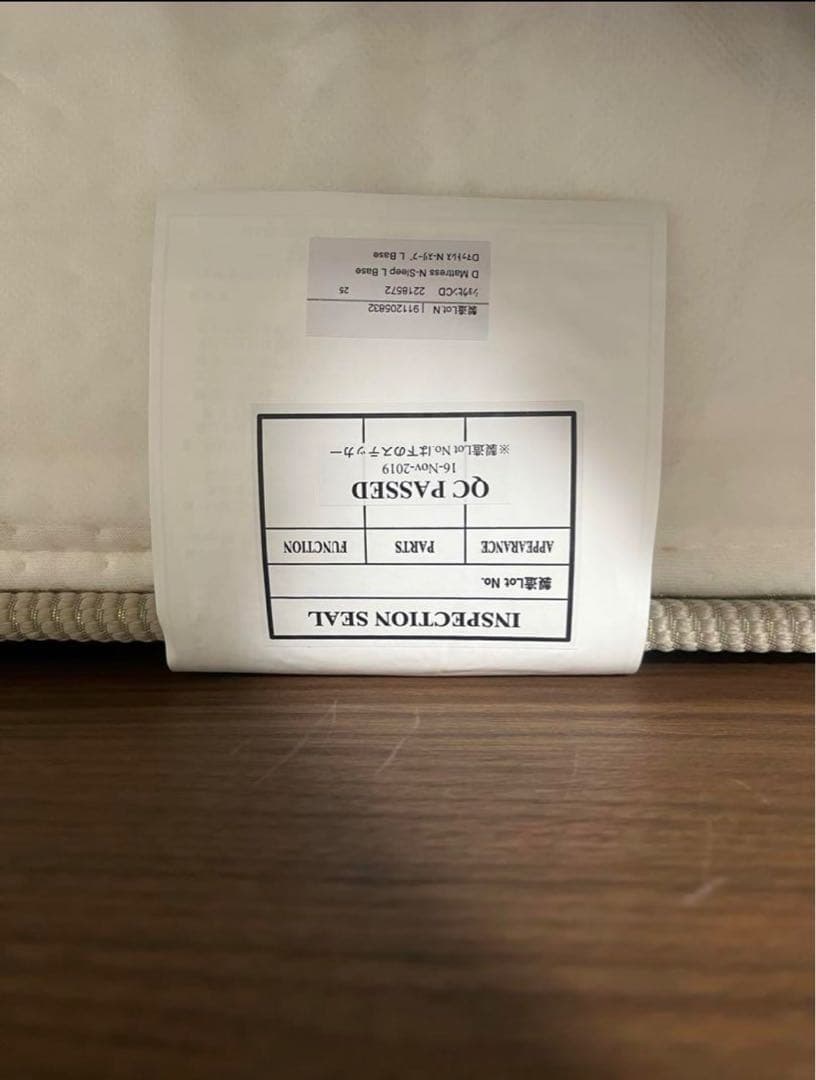 INSPECTION SEAL
製造Lot No.
APPEARANCE PARTS FUNCTION
QC PASSED
16-Nov-2019
※製造Lot No.は下のステッカー
製造Lot.N 911205832
ｼｮｳﾋﾝCD 2218572 25
D Mattress N-Sleep L Base
Dﾏｯﾄﾚｽ N-ｽﾘｰﾌﾟ L Base